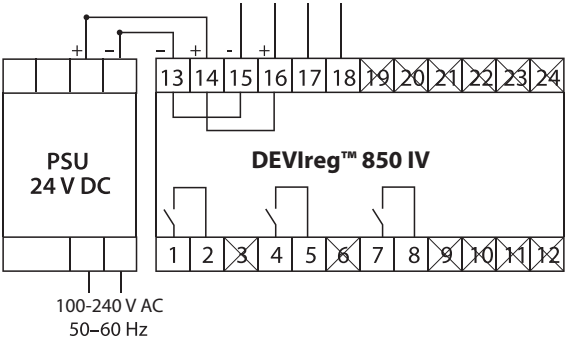 + – – + - +
13 14 15 16 17 18 19 20 21 22 23 24
PSU
24 V DC
DEVIreg™ 850 IV
1 2 3 4 5 6 7 8 9 10 11 12
100-240 V AC
50–60 Hz